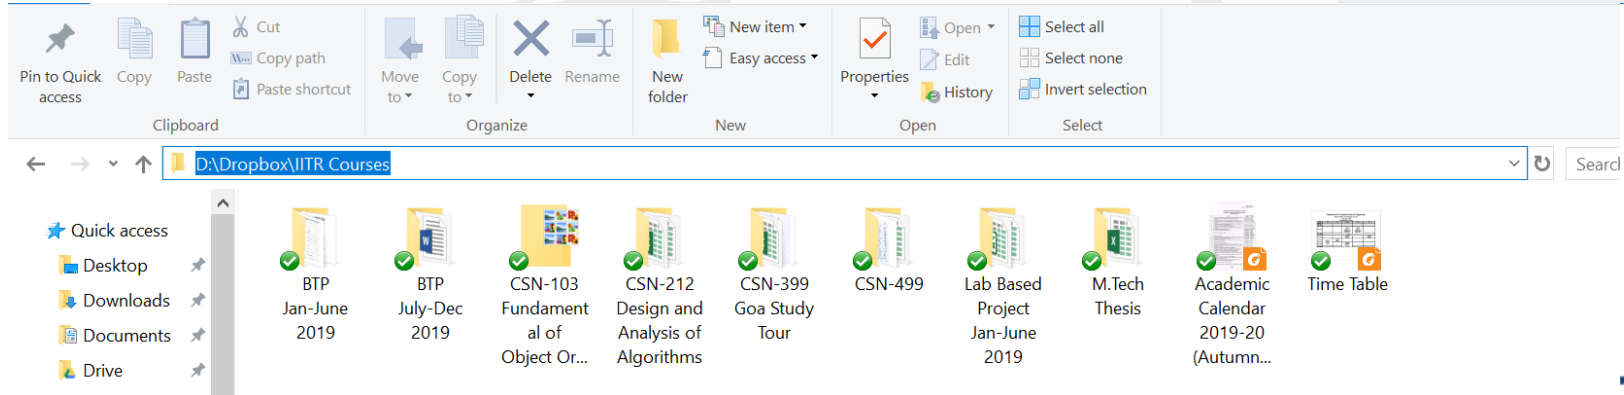 Pin to Quick
access
Copy
Paste
Cut
Copy path
Paste shortcut
Clipboard
Move
to
Copy
to
Delete
Rename
Organize
New
folder
New item
Easy access
New
Properties
Open
Edit
History
Open
Select all
Select none
Invert selection
Select
D:\Dropbox\IITR Courses
Quick access
Desktop
Downloads
Documents
Drive
BTP
Jan-June
2019
BTP
July-Dec
2019
CSN-103
Fundament
al of
Object Or...
CSN-212
Design and
Analysis of
Algorithms
CSN-399
Goa Study
Tour
CSN-499
Lab Based
Project
Jan-June
2019
M.Tech
Thesis
Academic
Calendar
2019-20
(Autumn...
Time Table